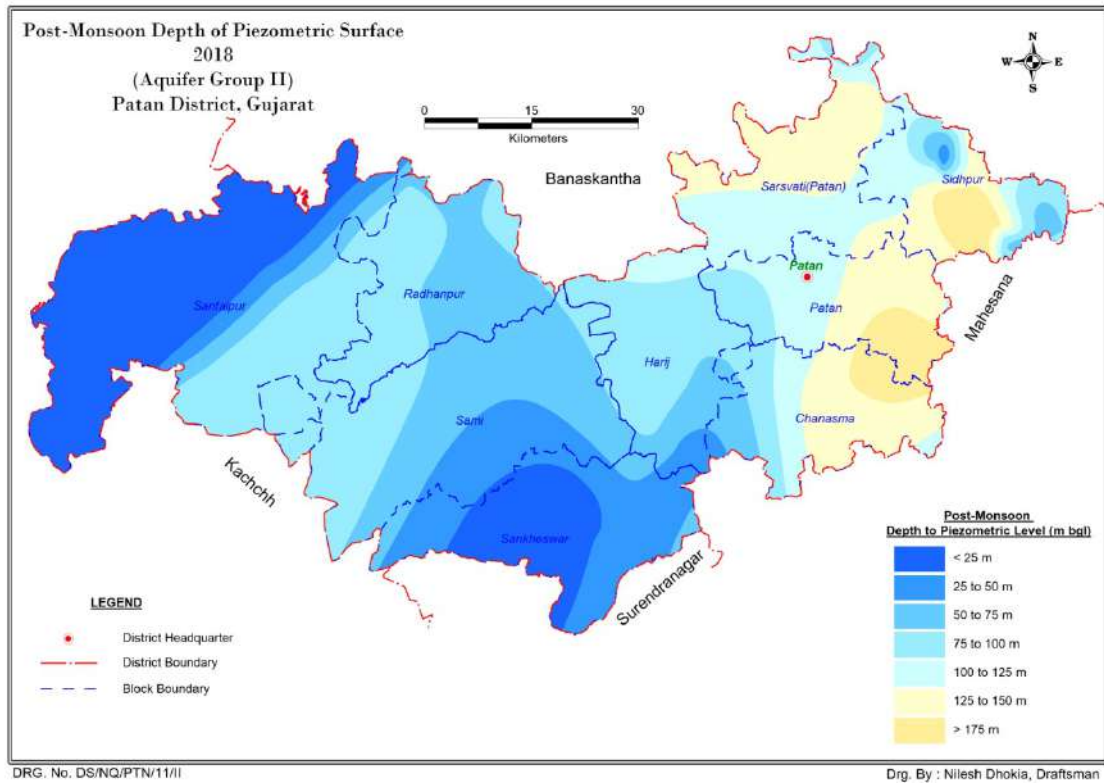 Post-Monsoon Depth of Piezometric Surface
2018
(Aquifer Group II)
Patan District, Gujarat
N
W
E
S
0
15
30
Kilometers
Banaskantha
Sarsvati(Patan)
Sidhpur
Santalpur
Radhanpur
Patan
Patan
Mahesana
Harij
Sami
Chanasma
Kachchh
Sankheswar
Surendranagar
Post-Monsoon
Depth to Piezometric Level (m bgl)
< 25 m
25 to 50 m
50 to 75 m
75 to 100 m
100 to 125 m
125 to 150 m
> 175 m
LEGEND
District Headquarter
District Boundary
Block Boundary
DRG. No. DS/NQ/PTN/11/II
Drg. By : Nilesh Dhokia, Draftsman